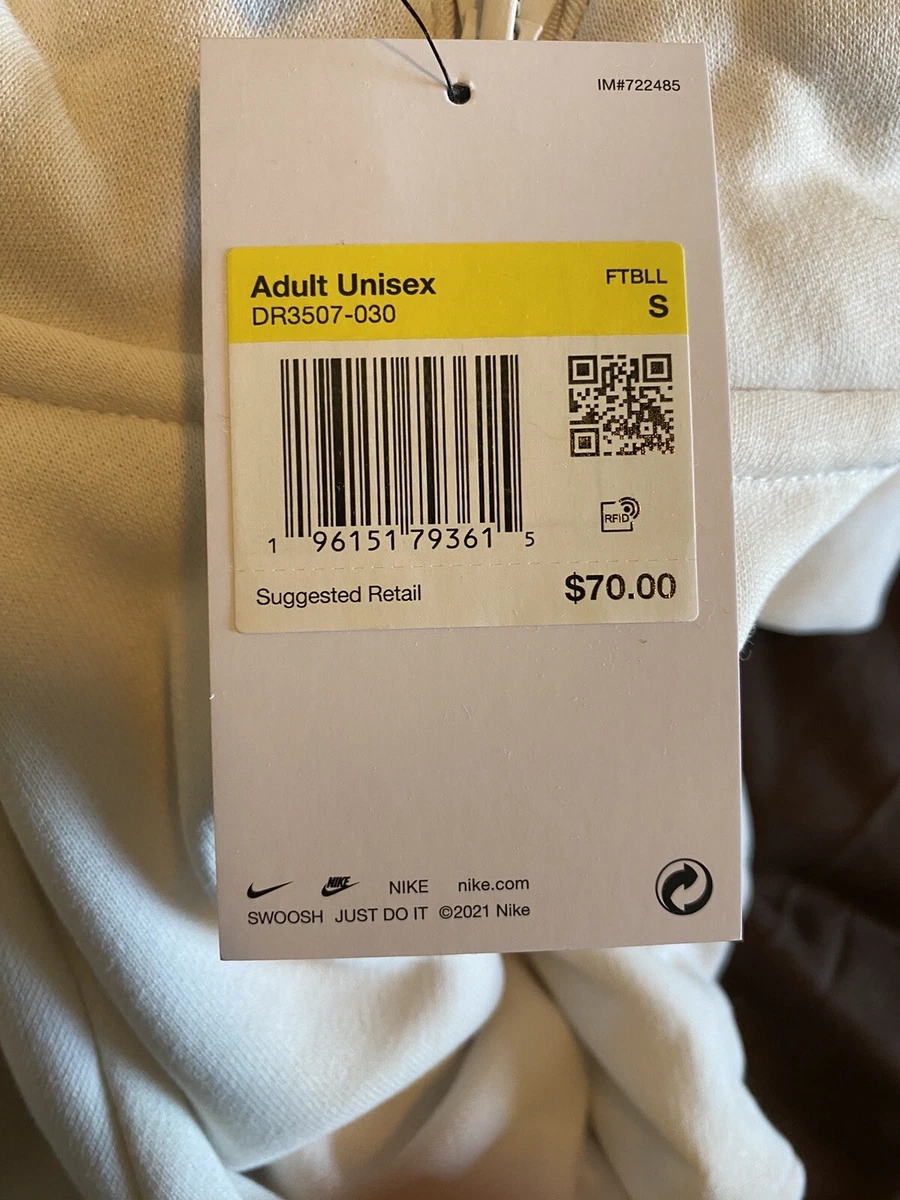 IM#722485
Adult Unisex
FTBLL
DR3507-030
S
1 96151 79361 5
RFID
Suggested Retail
$70.00
NIKE
NIKE
nike.com
SWOOSH JUST DO IT ©2021 Nike